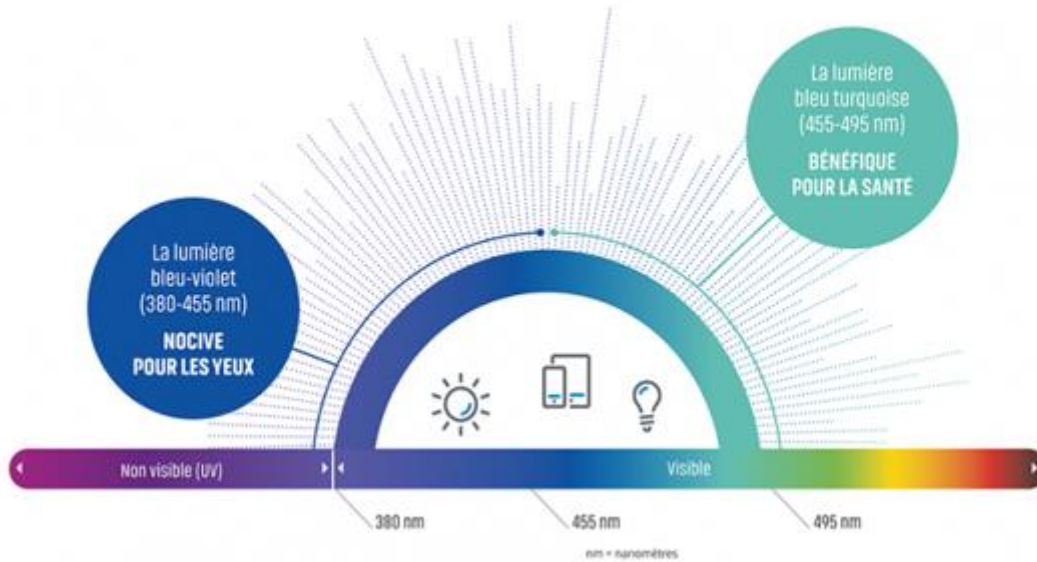 La lumière
bleu turquoise
(455-495 nm)
BÉNÉFIQUE
POUR LA SANTÉ
La lumière
bleu-violet
(380-455 nm)
NOCIVE
POUR LES YEUX
Non visible (UV)
Visible
380 nm
455 nm
495 nm
nm = nanomètres